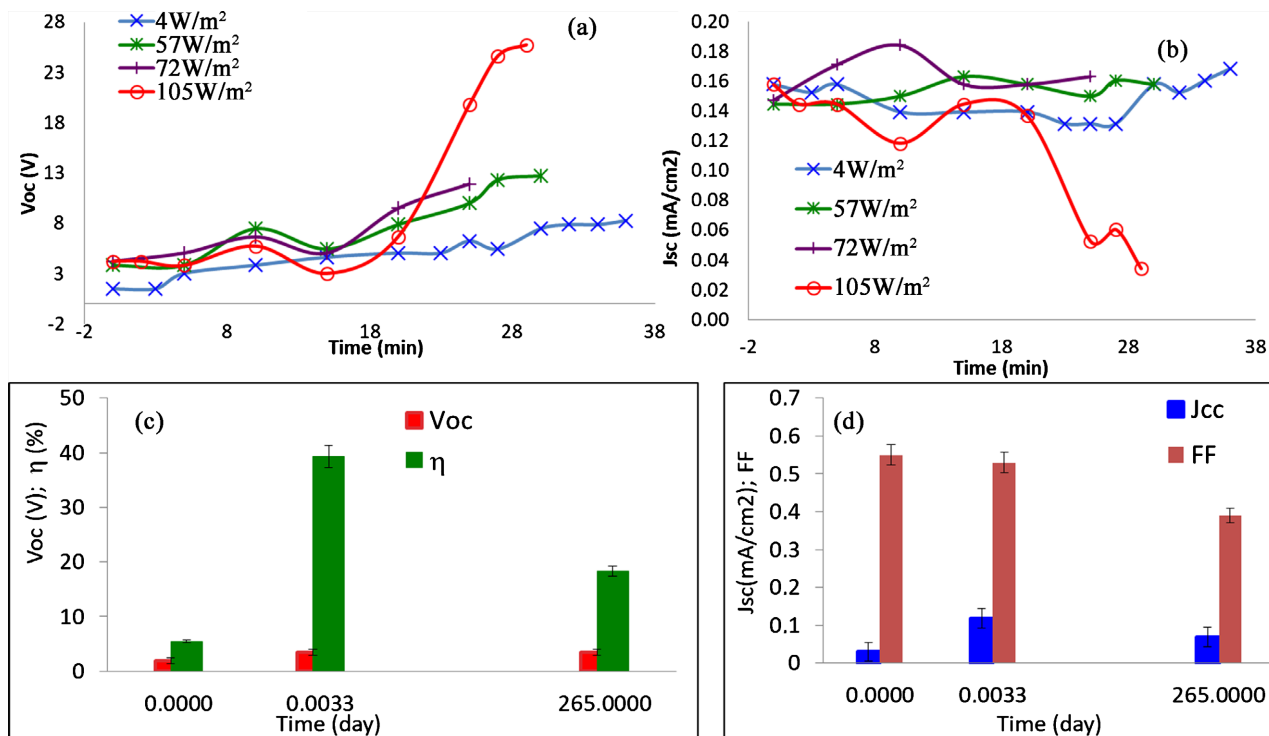 (a)
4W/m²
57W/m²
72W/m²
105W/m²
28
23
18
13
8
3
-2
Voc (V)
-2
8
18
28
38
Time (min)
(b)
0.20
0.18
0.16
0.14
0.12
0.10
0.08
0.06
0.04
0.02
0.00
Jsc (mA/cm2)
4W/m²
57W/m²
72W/m²
105W/m²
-2
8
18
28
38
Time (min)
(c)
Voc
η
50
40
30
20
10
0
Voc (V); η (%)
0.0000
0.0033
265.0000
Time (day)
(d)
Jcc
FF
0.7
0.6
0.5
0.4
0.3
0.2
0.1
0
Jsc(mA/cm2); FF
0.0000
0.0033
265.0000
Time (day)